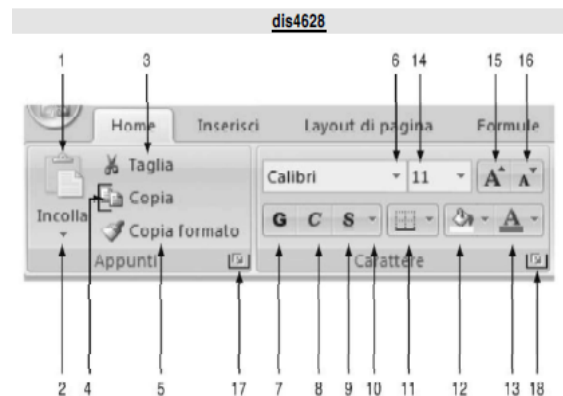 dis4628
1 3 6 14 15 16
Home Inserisci Layout di pagina Formule
Taglia
Calibri 11 A A
Copia
Incolla
G C S A
Copia formato
Appunti Carattere
2 4 5 17 7 8 9 10 11 12 13 18